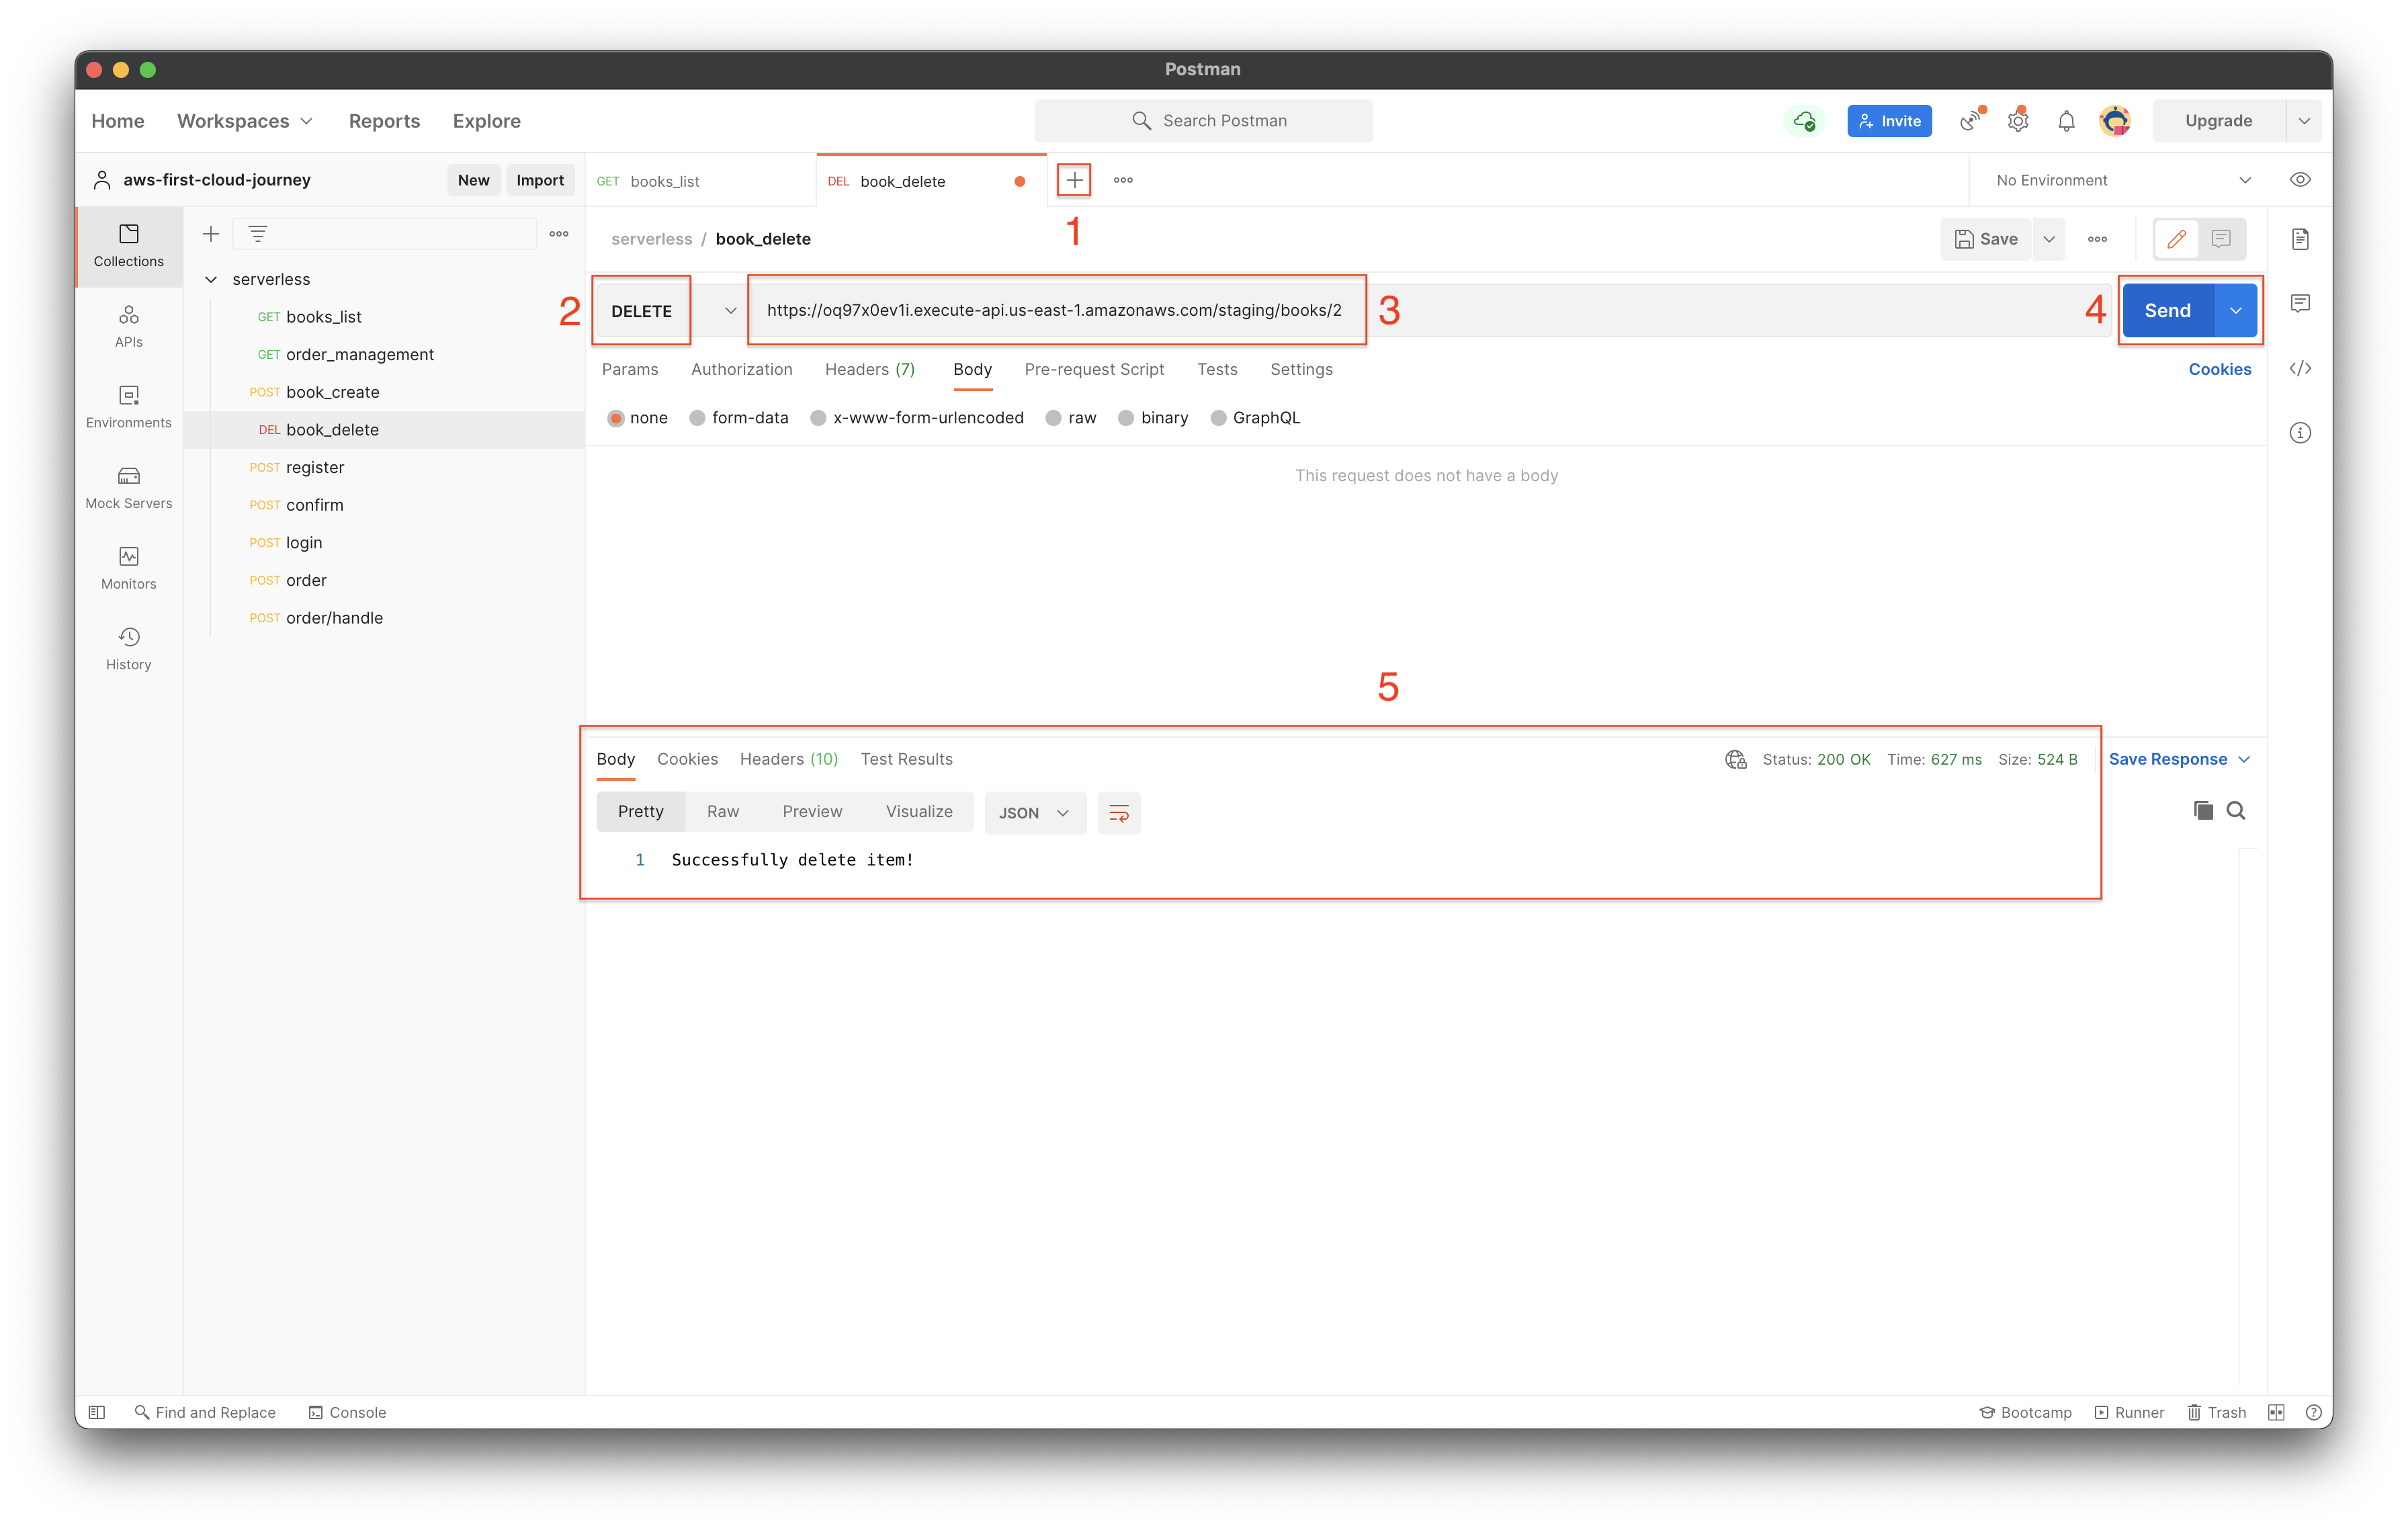 Postman
Home Workspaces Reports Explore Search Postman Invite Upgrade
aws-first-cloud-journey New Import GET books_list DEL book_delete No Environment
1
Collections
APIs
Environments
Mock Servers
Monitors
History
serverless
GET books_list
GET order_management
POST book_create
DEL book_delete
POST register
POST confirm
POST login
POST order
POST order/handle
serverless / book_delete Save
2 DELETE https://oq97x0ev1i.execute-api.us-east-1.amazonaws.com/staging/books/2 3 4 Send
Params Authorization Headers (7) Body Pre-request Script Tests Settings Cookies
none form-data x-www-form-urlencoded raw binary GraphQL
This request does not have a body
5
Body Cookies Headers (10) Test Results Status: 200 OK Time: 627 ms Size: 524 B Save Response
Pretty Raw Preview Visualize JSON
1 Successfully delete item!
Find and Replace Console Bootcamp Runner Trash